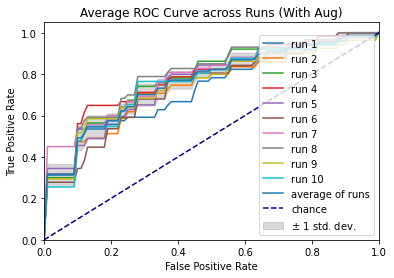 Average ROC Curve across Runs (With Aug)
True Positive Rate
1.0
0.8
0.6
0.4
0.2
0.0
run 1
run 2
run 3
run 4
run 5
run 6
run 7
run 8
run 9
run 10
average of runs
chance
± 1 std. dev.
0.0 0.2 0.4 0.6 0.8 1.0
False Positive Rate